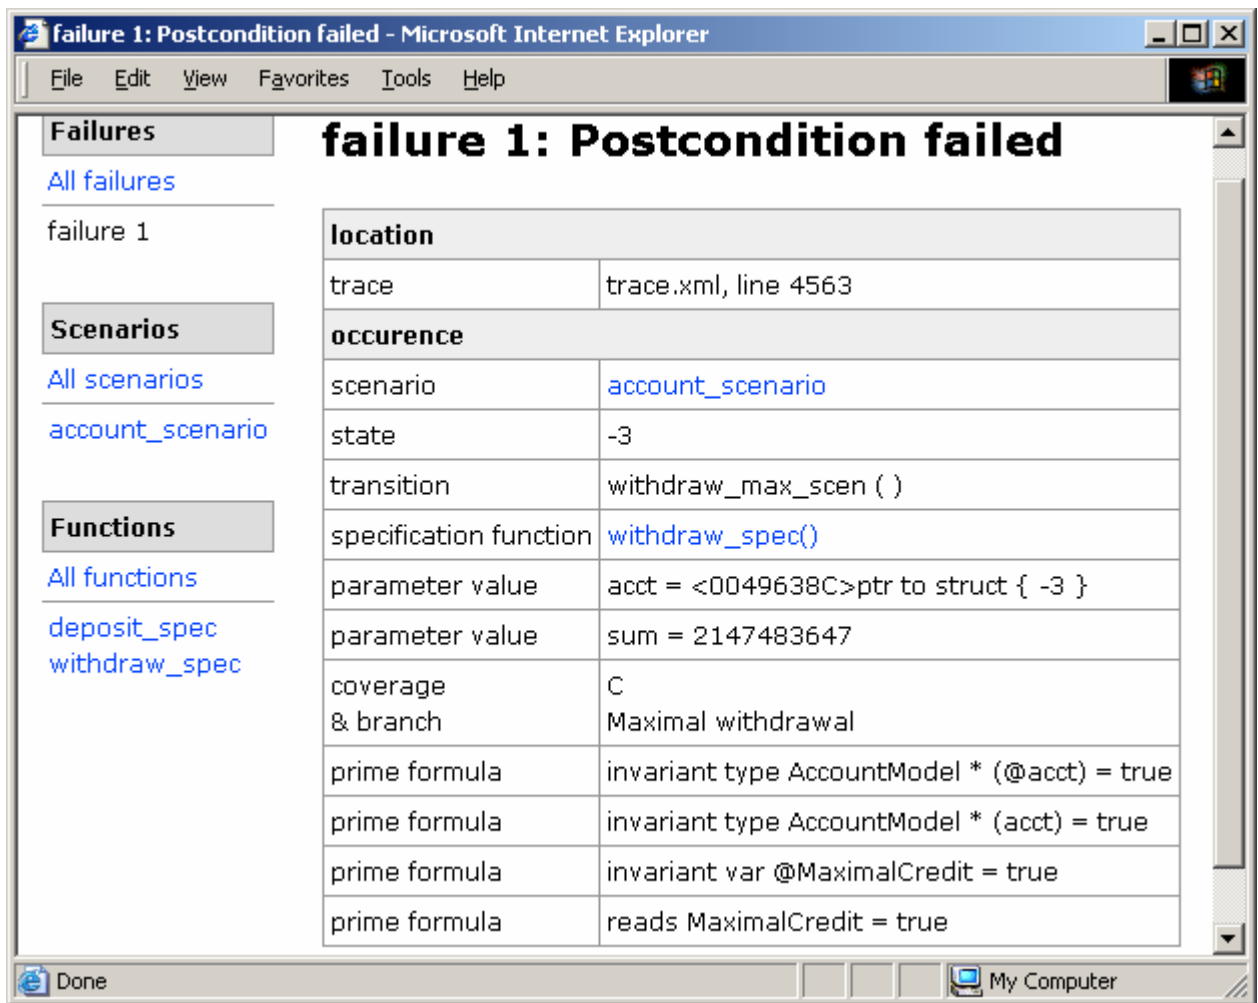 failure 1: Postcondition failed - Microsoft Internet Explorer
File Edit View Favorites Tools Help
Failures
All failures
failure 1
Scenarios
All scenarios
account_scenario
Functions
All functions
deposit_spec
withdraw_spec
failure 1: Postcondition failed
location
trace trace.xml, line 4563
occurence
scenario account_scenario
state -3
transition withdraw_max_scen ( )
specification function withdraw_spec()
parameter value acct = <0049638C>ptr to struct { -3 }
parameter value sum = 2147483647
coverage C
& branch Maximal withdrawal
prime formula invariant type AccountModel * (@acct) = true
prime formula invariant type AccountModel * (acct) = true
prime formula invariant var @MaximalCredit = true
prime formula reads MaximalCredit = true
Done My Computer